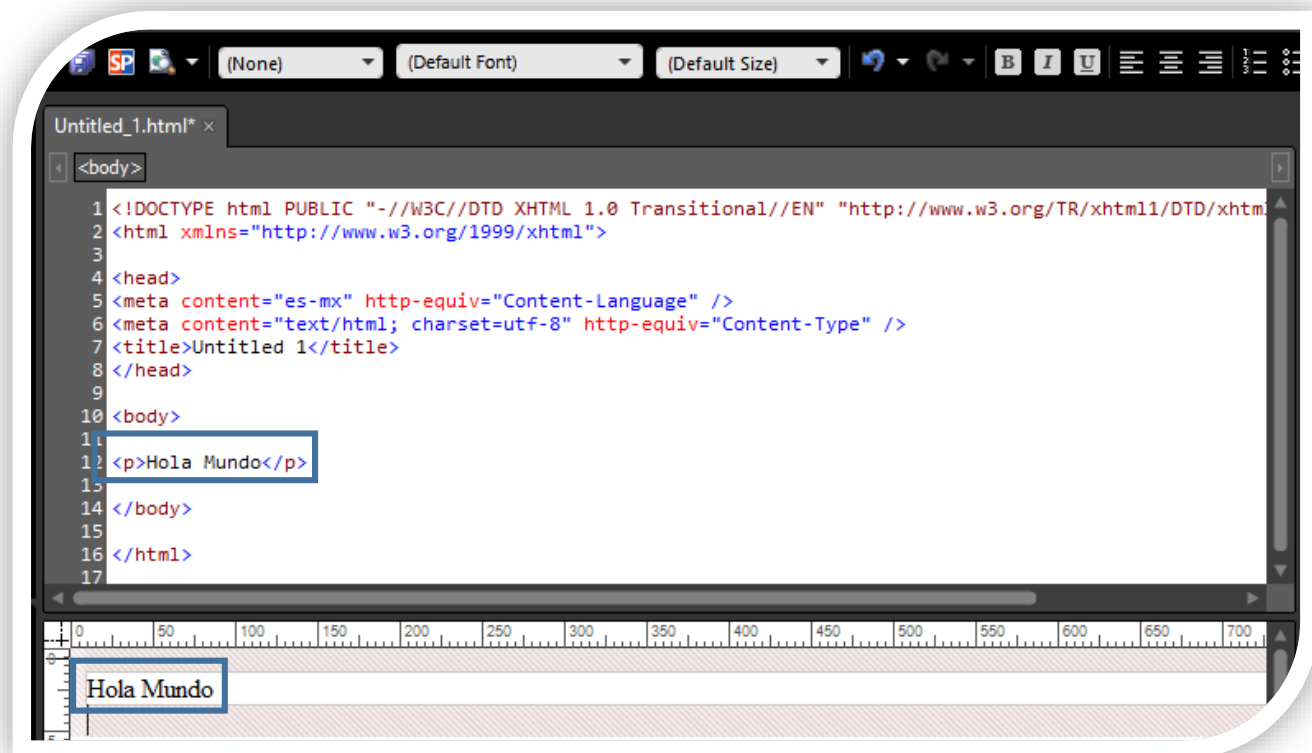 SP (None) (Default Font) (Default Size) B I U
Untitled_1.html*
<body>
1 <!DOCTYPE html PUBLIC "-//W3C//DTD XHTML 1.0 Transitional//EN" "http://www.w3.org/TR/xhtml1/DTD/xhtm
2 <html xmlns="http://www.w3.org/1999/xhtml">
3
4 <head>
5 <meta content="es-mx" http-equiv="Content-Language" />
6 <meta content="text/html; charset=utf-8" http-equiv="Content-Type" />
7 <title>Untitled 1</title>
8 </head>
9
10 <body>
11
12 <p>Hola Mundo</p>
13
14 </body>
15
16 </html>
17
0 50 100 150 200 250 300 350 400 450 500 550 600 650 700
0
Hola Mundo